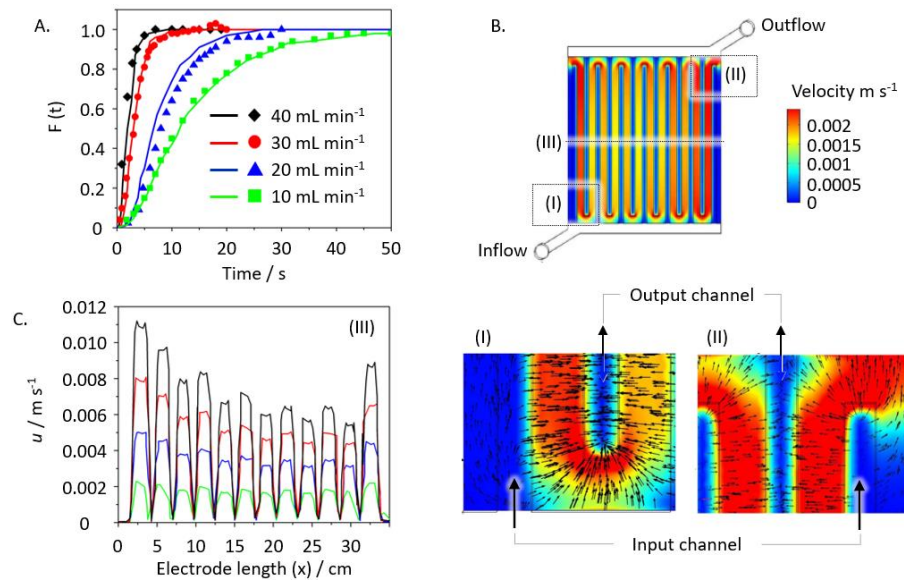 A.
1.0
0.8
0.6
0.4
0.2
0
F (t)
40 mL min⁻¹
30 mL min⁻¹
20 mL min⁻¹
10 mL min⁻¹
0 10 20 30 40 50
Time / s
B.
Outflow
(II)
(III)
(I)
Inflow
Velocity m s⁻¹
0.002
0.0015
0.001
0.0005
0
C.
(III)
0.012
0.010
0.008
0.006
0.004
0.002
0
u / m s⁻¹
0 5 10 15 20 25 30
Electrode length (x) / cm
Output channel
(I)
(II)
Input channel